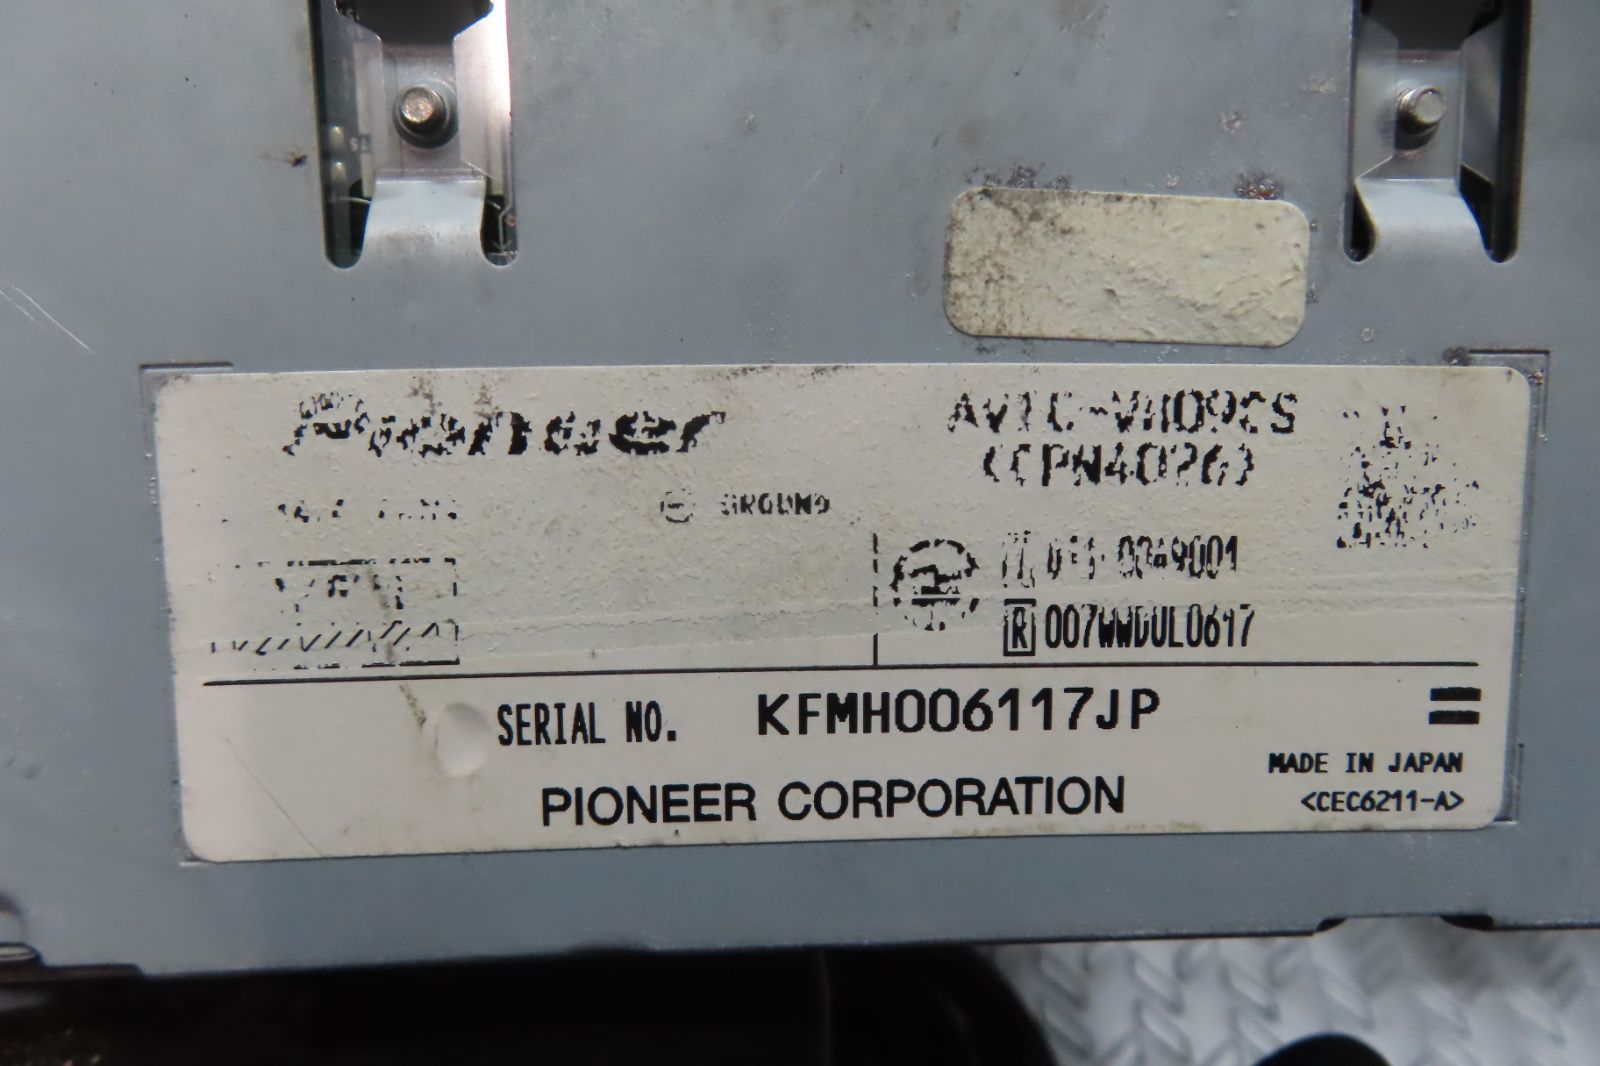 Pioneer
AVIC-VH09CS
(CPN4026)
GROUND
R 007WWDUL0617
SERIAL NO. KFMH006117JP
PIONEER CORPORATION
MADE IN JAPAN
<CEC6211-A>